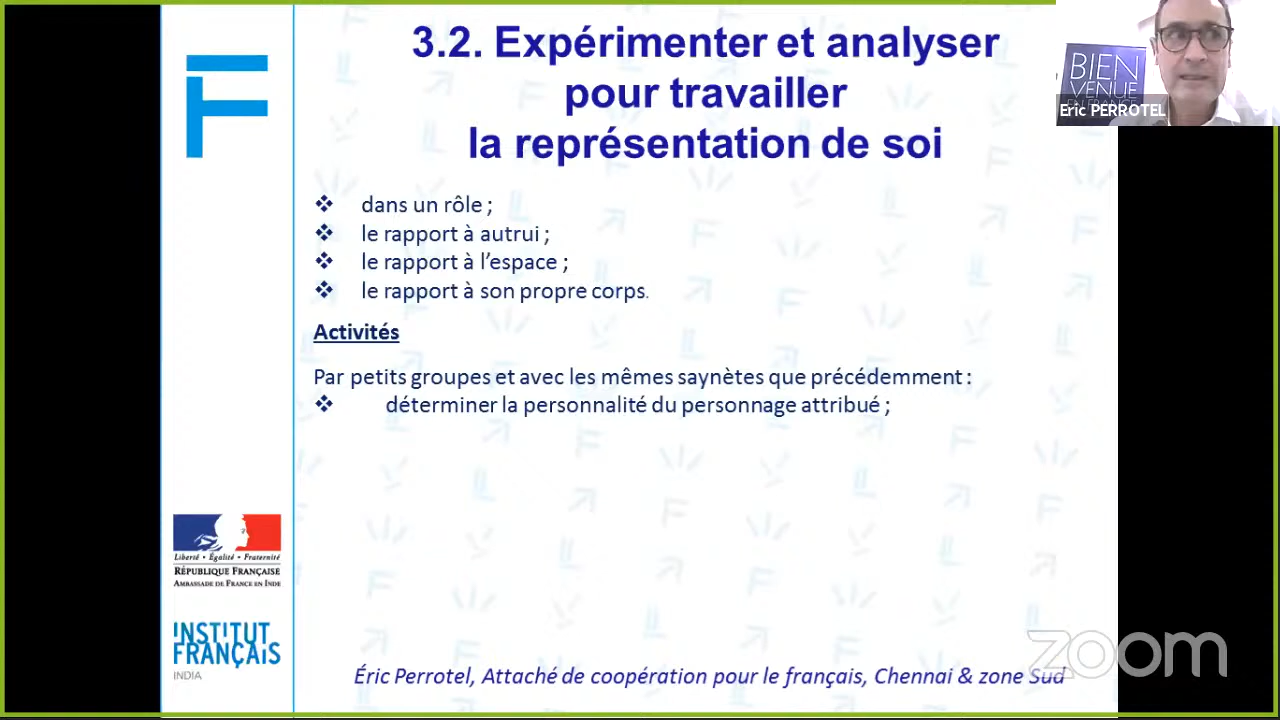 3.2. Expérimenter et analyser
pour travailler
la représentation de soi
BIEN
VENUE
EN FRANCE
Eric PERROTEL
❖ dans un rôle ;
❖ le rapport à autrui ;
❖ le rapport à l’espace ;
❖ le rapport à son propre corps.
Activités
Par petits groupes et avec les mêmes saynètes que précédemment :
❖ déterminer la personnalité du personnage attribué ;
Liberté • Égalité • Fraternité
RÉPUBLIQUE FRANÇAISE
AMBASSADE DE FRANCE EN INDE
INSTITUT
FRANÇAIS
INDIA
zoom
Éric Perrotel, Attaché de coopération pour le français, Chennai & zone Sud